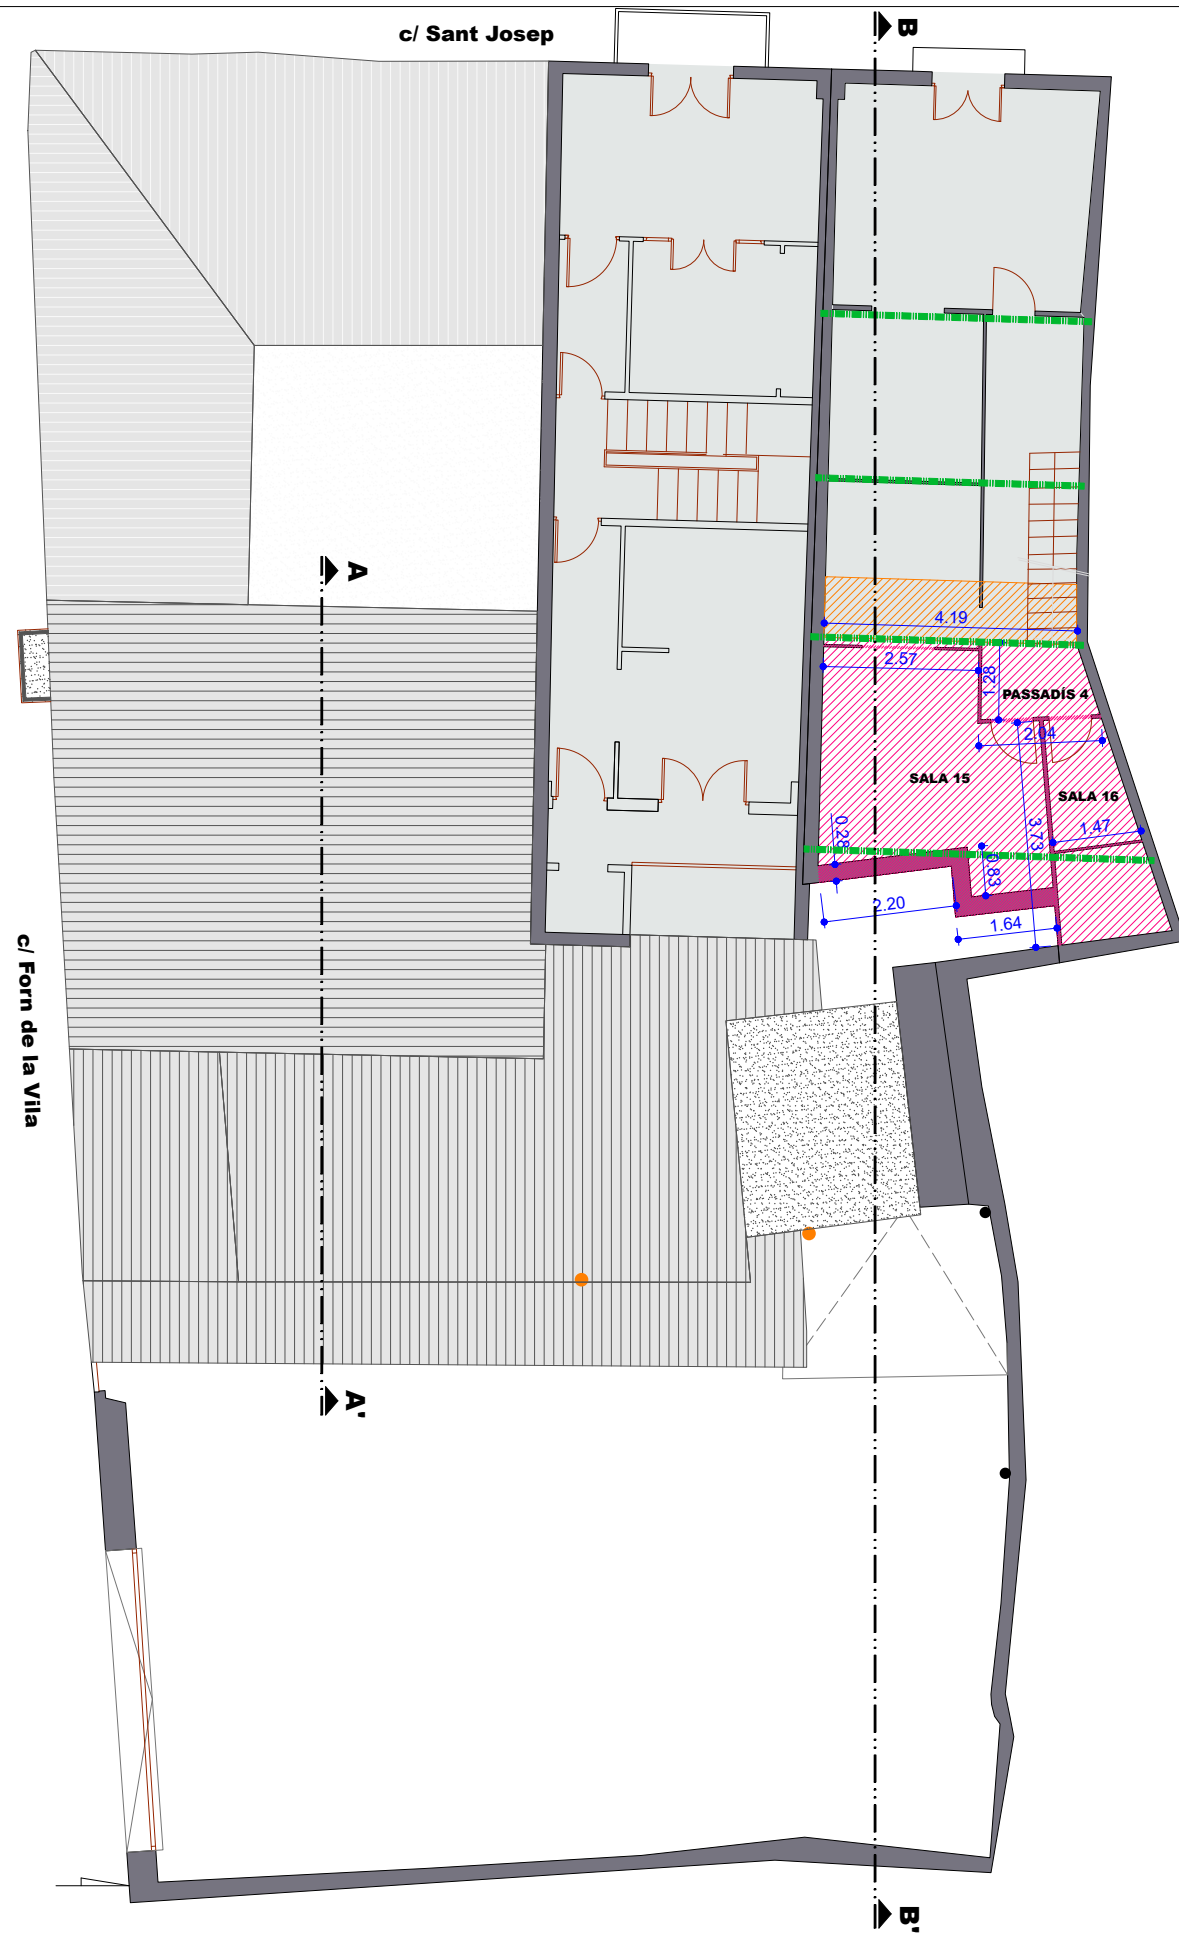 c/ Sant Josep
B
A
4.19
2.57
1.28
PASSADÍS 4
2.04
SALA 15
SALA 16
0.28
3.73
1.47
0.83
2.20
1.64
c/ Forn de la Vila
A'
B'